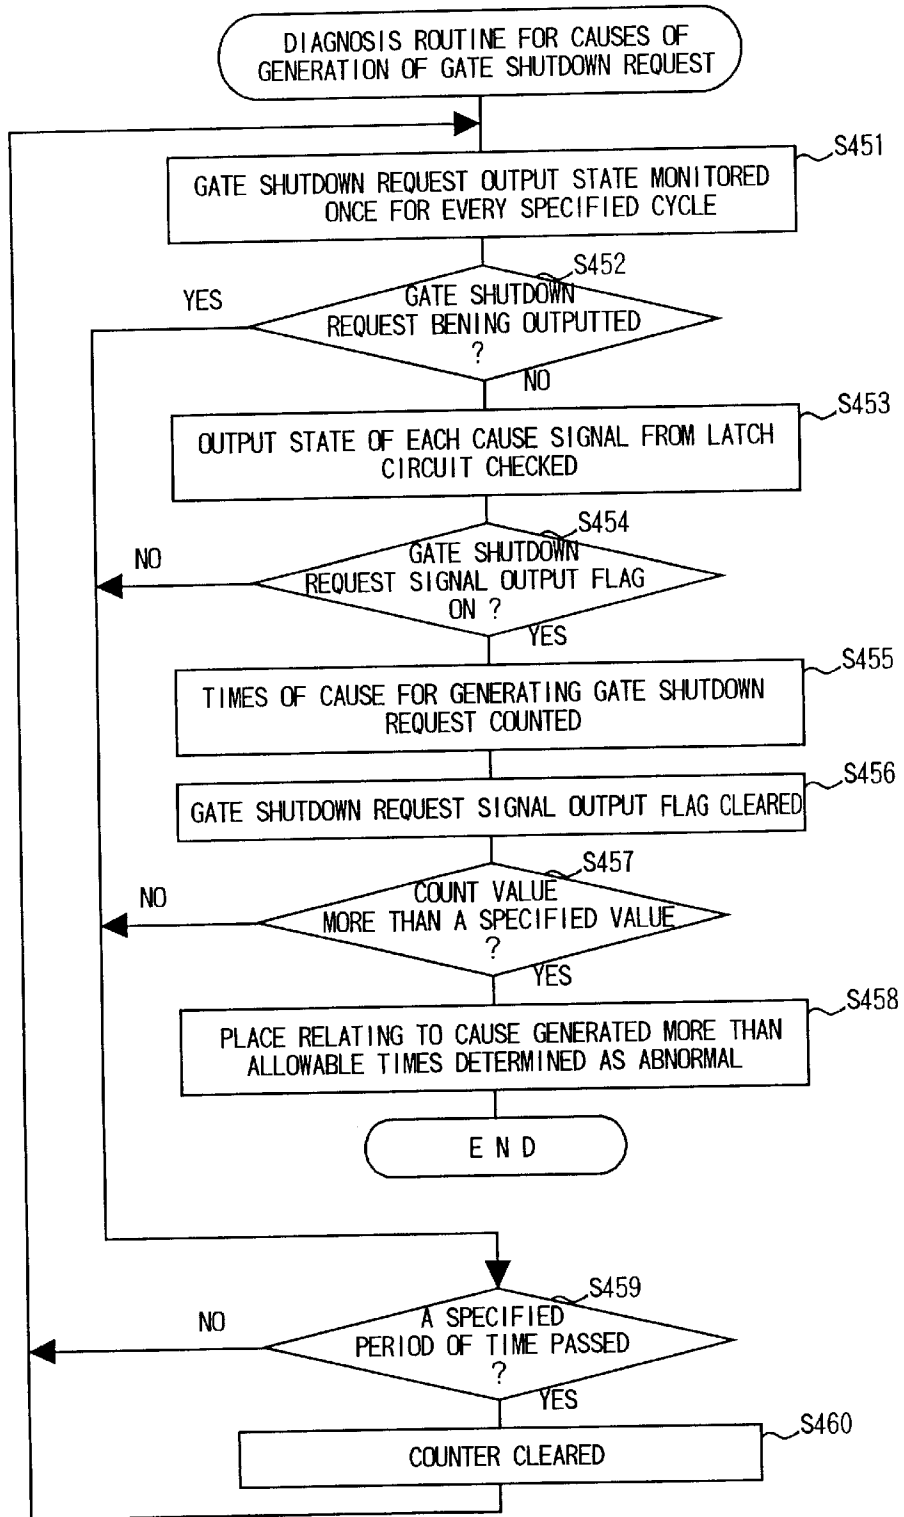 DIAGNOSIS ROUTINE FOR CAUSES OF
GENERATION OF GATE SHUTDOWN REQUEST
S451
GATE SHUTDOWN REQUEST OUTPUT STATE MONITORED
ONCE FOR EVERY SPECIFIED CYCLE
S452
YES
GATE SHUTDOWN
REQUEST BENING OUTPUTTED
?
NO
S453
OUTPUT STATE OF EACH CAUSE SIGNAL FROM LATCH
CIRCUIT CHECKED
S454
NO
GATE SHUTDOWN
REQUEST SIGNAL OUTPUT FLAG
ON ?
YES
S455
TIMES OF CAUSE FOR GENERATING GATE SHUTDOWN
REQUEST COUNTED
S456
GATE SHUTDOWN REQUEST SIGNAL OUTPUT FLAG CLEARED
S457
NO
COUNT VALUE
MORE THAN A SPECIFIED VALUE
?
YES
S458
PLACE RELATING TO CAUSE GENERATED MORE THAN
ALLOWABLE TIMES DETERMINED AS ABNORMAL
END
S459
NO
A SPECIFIED
PERIOD OF TIME PASSED
?
YES
S460
COUNTER CLEARED